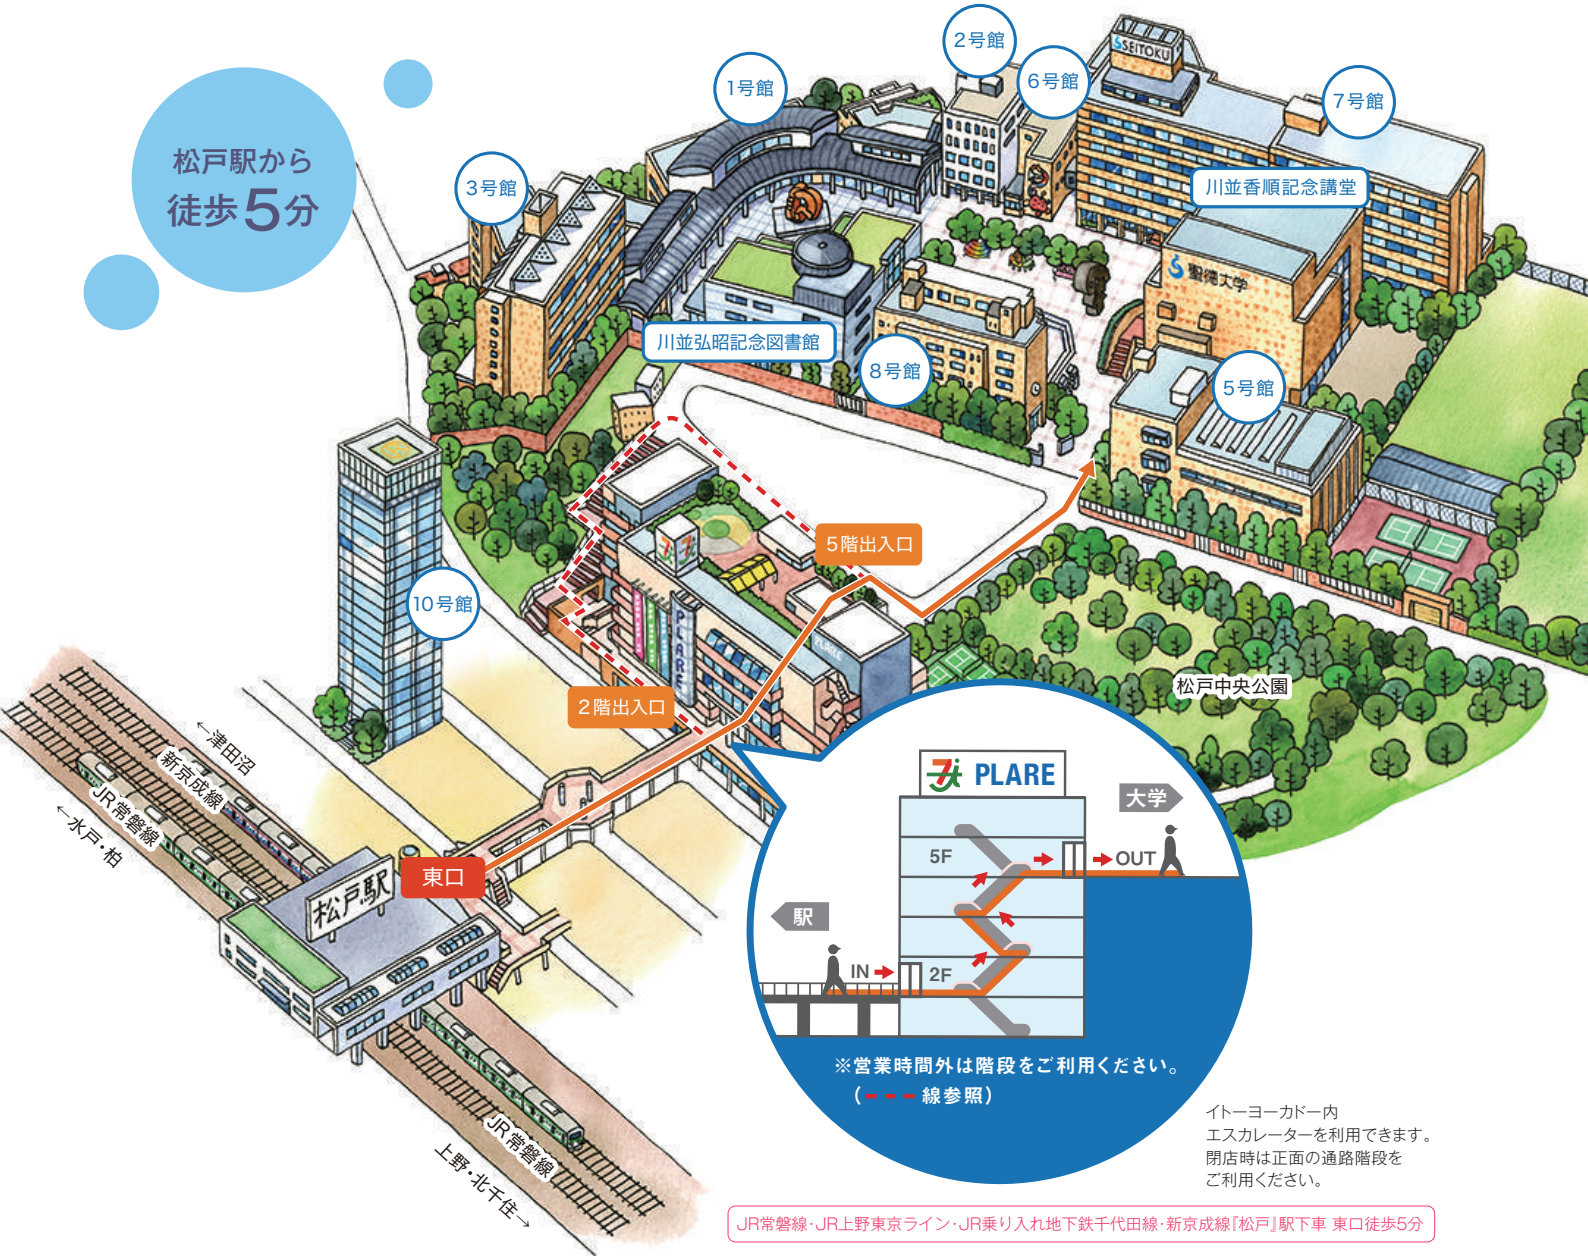 松戸駅から
徒歩5分
1号館
2号館
6号館
SEITOKU
7号館
3号館
川並香順記念講堂
聖徳大学
川並弘昭記念図書館
8号館
5号館
10号館
5階出入口
2階出入口
PLARE
PLARE
松戸中央公園
←津田沼
新京成線
JR常磐線
←水戸・柏
東口
松戸駅
JR常磐線
上野・北千住→
PLARE
大学
5F
OUT
駅
IN
2F
※営業時間外は階段をご利用ください。
(---線参照)
イトーヨーカドー内
エスカレーターを利用できます。
閉店時は正面の通路階段を
ご利用ください。
JR常磐線・JR上野東京ライン・JR乗り入れ地下鉄千代田線・新京成線『松戸』駅下車 東口徒歩5分